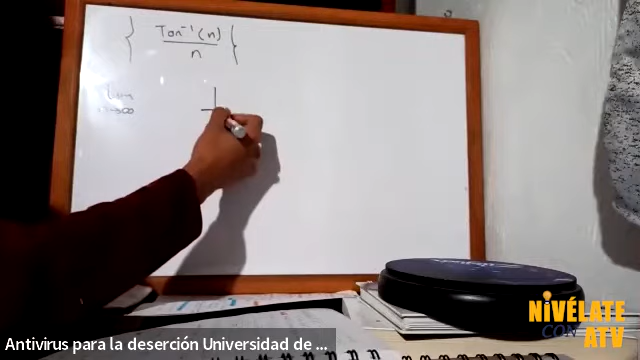 { Tan⁻¹(n) / n }
Lim
n→∞
NIVÉLATE
CON ATV
Antivirus para la deserción Universidad de ...